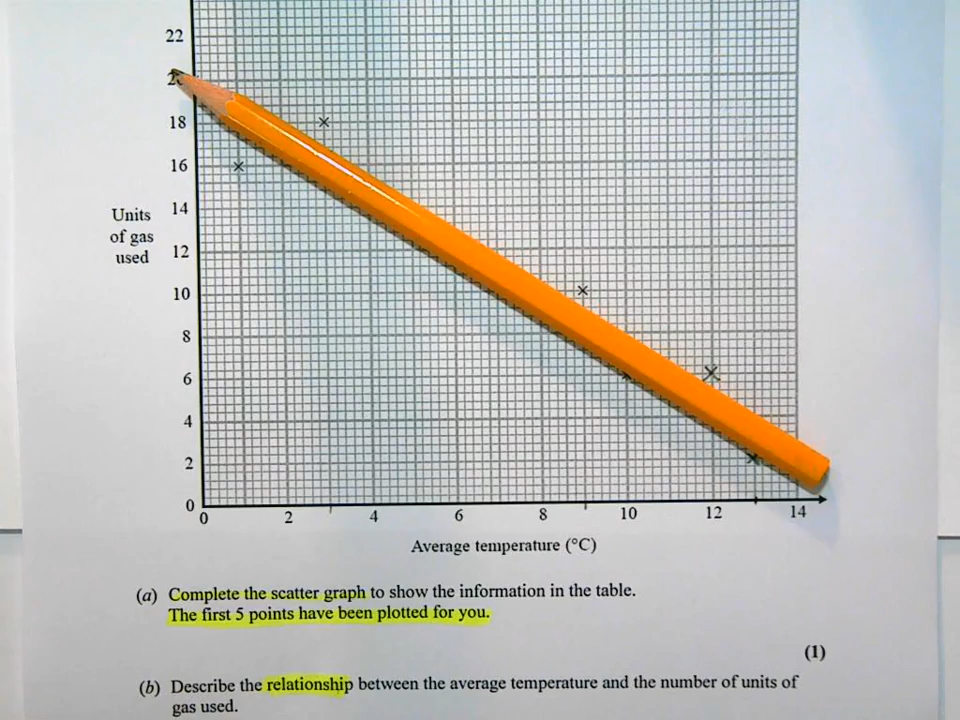 22
18
16
14
Units
of gas
used
12
10
8
6
4
2
0
0 2 4 6 8 10 12 14
Average temperature (°C)
(a) Complete the scatter graph to show the information in the table.
The first 5 points have been plotted for you.
(1)
(b) Describe the relationship between the average temperature and the number of units of
gas used.